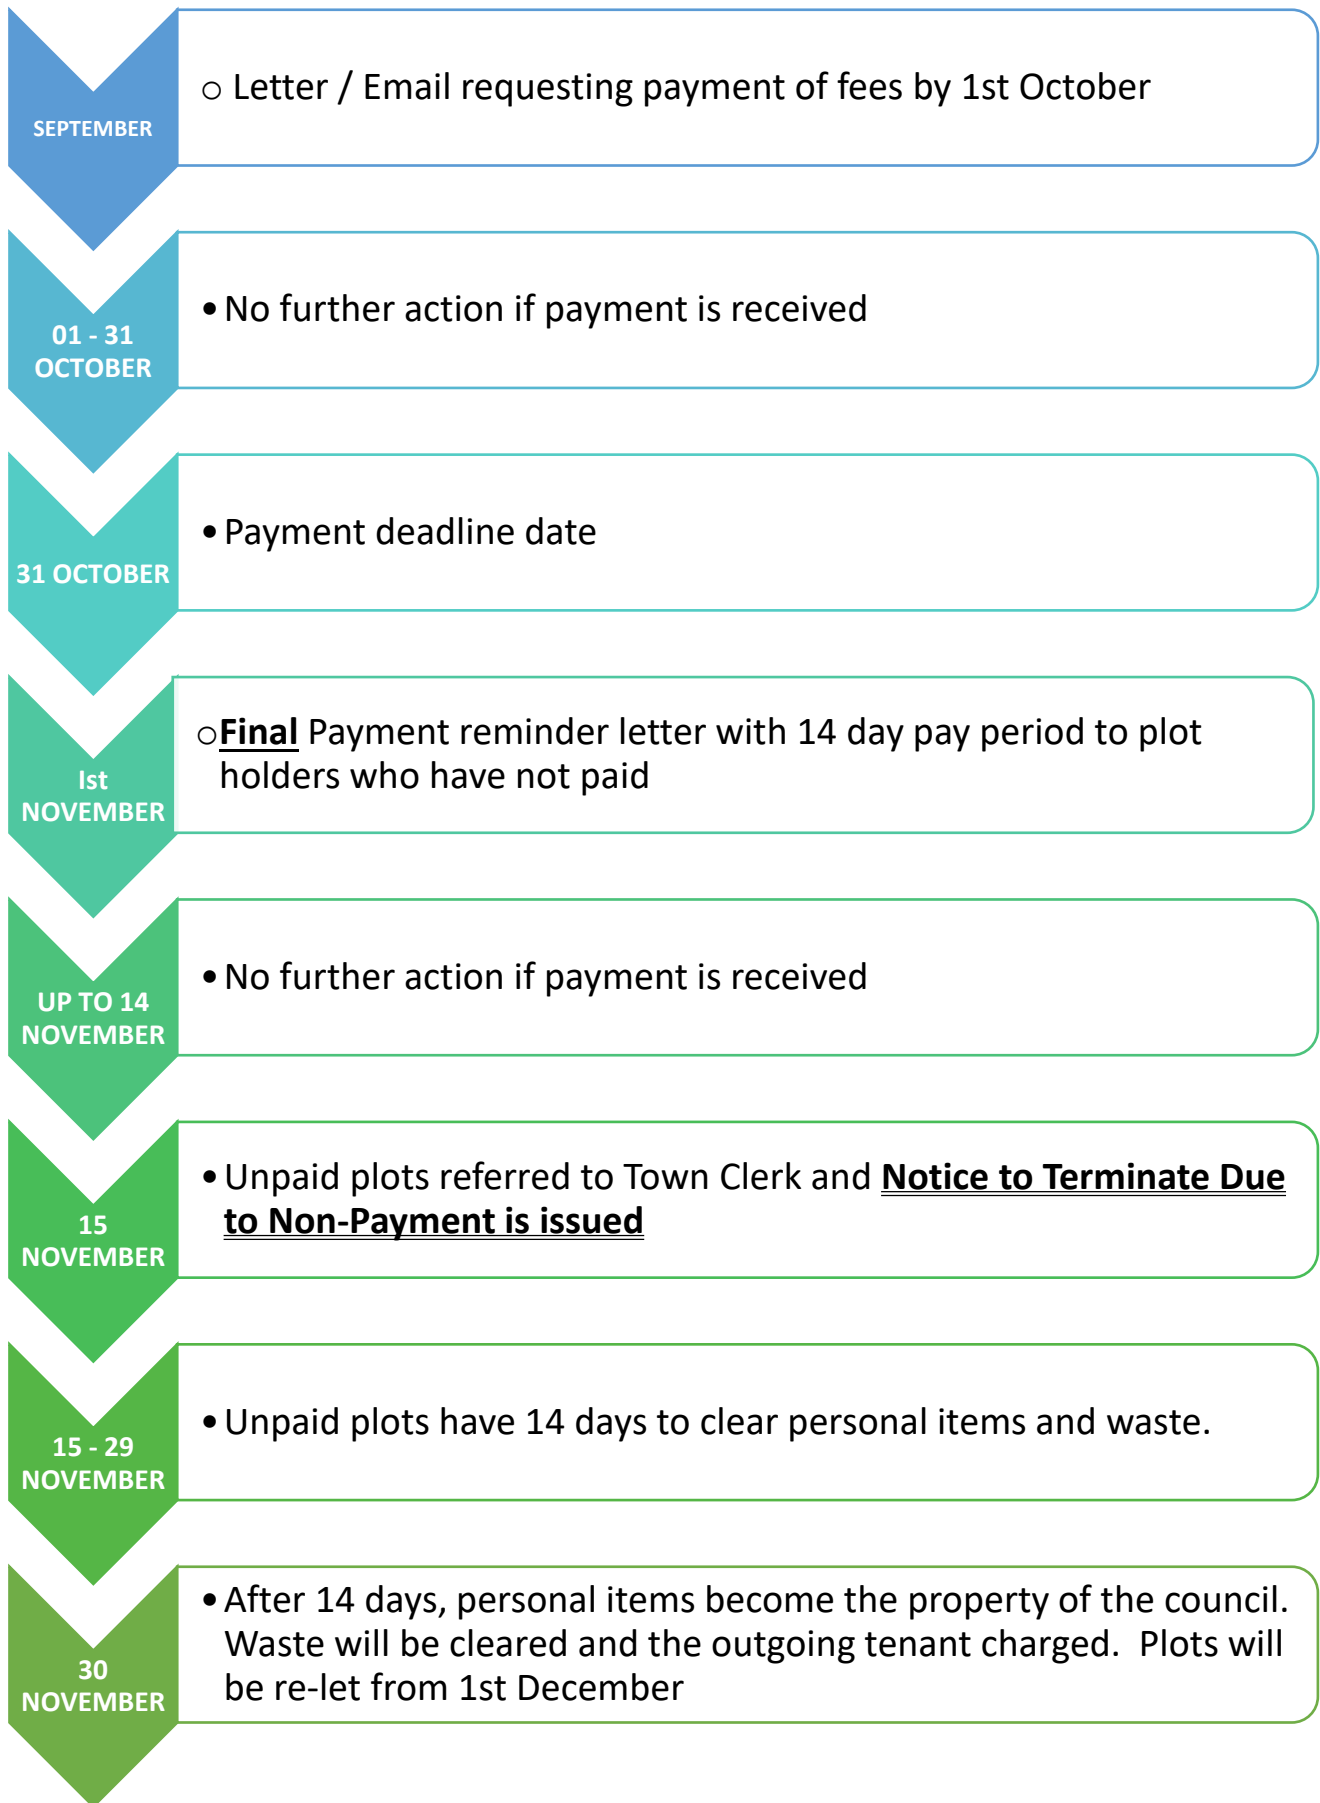 SEPTEMBER
o Letter / Email requesting payment of fees by 1st October
01 - 31
OCTOBER
• No further action if payment is received
31 OCTOBER
• Payment deadline date
Ist
NOVEMBER
o Final Payment reminder letter with 14 day pay period to plot
holders who have not paid
UP TO 14
NOVEMBER
• No further action if payment is received
15
NOVEMBER
• Unpaid plots referred to Town Clerk and Notice to Terminate Due
to Non-Payment is issued
15 - 29
NOVEMBER
• Unpaid plots have 14 days to clear personal items and waste.
30
NOVEMBER
• After 14 days, personal items become the property of the council.
Waste will be cleared and the outgoing tenant charged.  Plots will
be re-let from 1st December